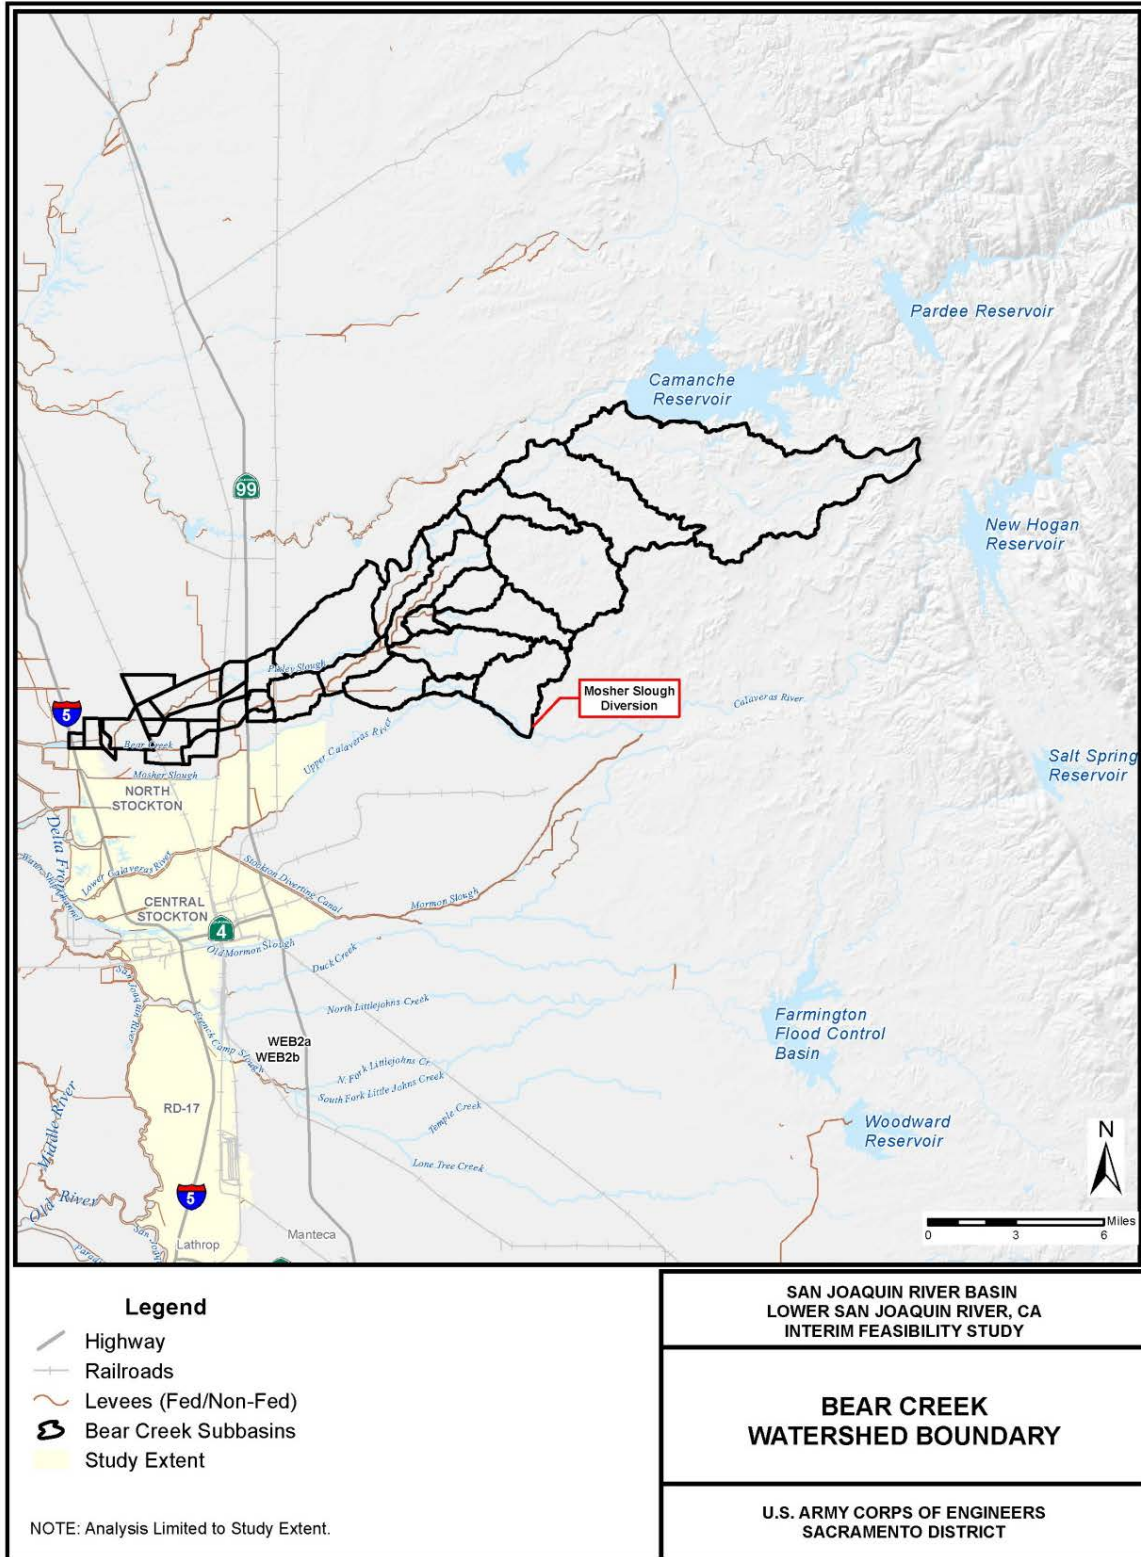 Pardee Reservoir
Camanche
Reservoir
99
New Hogan
Reservoir
Pixley Slough
Mosher Slough
Diversion
Calaveras River
5
Bear Creek
Upper Calaveras River
Mosher Slough
Salt Spring
Reservoir
NORTH
STOCKTON
Delta Front
Lower Calaveras River
Stockton Diverting Canal
Mormon Slough
CENTRAL
STOCKTON
4
Old Mormon Slough
Duck Creek
San Joaquin River
North Littlejohns Creek
French Camp Slough
Farmington
Flood Control
Basin
WEB2a
WEB2b
N. Fork Littlejohns Cr.
South Fork Little Johns Creek
Temple Creek
RD-17
Middle River
Woodward
Reservoir
N
Lone Tree Creek
Old River
5
Manteca
Lathrop
Miles
0 3 6
Legend
Highway
Railroads
Levees (Fed/Non-Fed)
Bear Creek Subbasins
Study Extent
NOTE: Analysis Limited to Study Extent.
SAN JOAQUIN RIVER BASIN
LOWER SAN JOAQUIN RIVER, CA
INTERIM FEASIBILITY STUDY
BEAR CREEK
WATERSHED BOUNDARY
U.S. ARMY CORPS OF ENGINEERS
SACRAMENTO DISTRICT